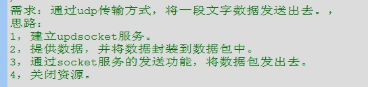 需求：通过udp传输方式，将一段文字数据发送出去。，
思路：
1，建立updsocket服务。
2，提供数据，并将数据封装到数据包中。
3，通过socket服务的发送功能，将数据包发出去。
4，关闭资源。